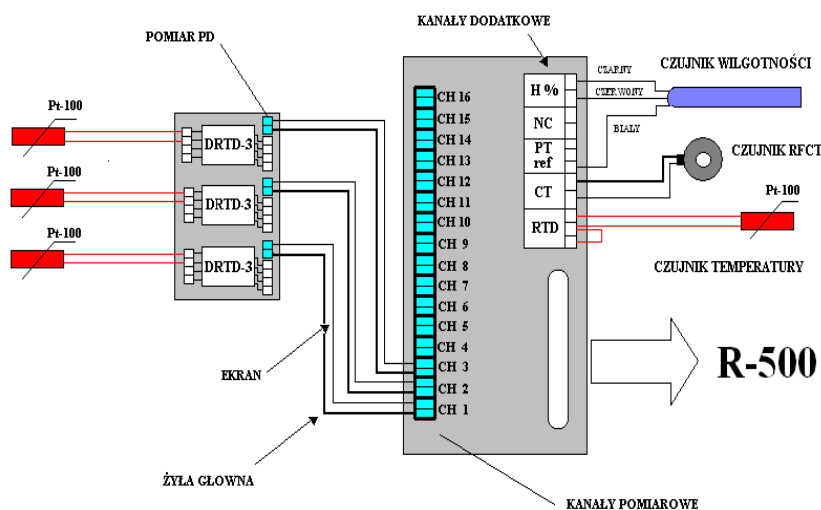 KANAŁY DODATKOWE
POMIAR PD
CZUJNIK WILGOTNOŚCI
CZARNY
CZERWONY
BIAŁY
H %
NC
PT
ref
CT
RTD
CZUJNIK RFCT
Pt-100
CZUJNIK TEMPERATURY
Pt-100
DRTD-3
Pt-100
DRTD-3
Pt-100
DRTD-3
CH 16
CH 15
CH 14
CH 13
CH 12
CH 11
CH 10
CH 9
CH 8
CH 7
CH 6
CH 5
CH 4
CH 3
CH 2
CH 1
R-500
EKRAN
ŻYŁA GŁOWNA
KANAŁY POMIAROWE